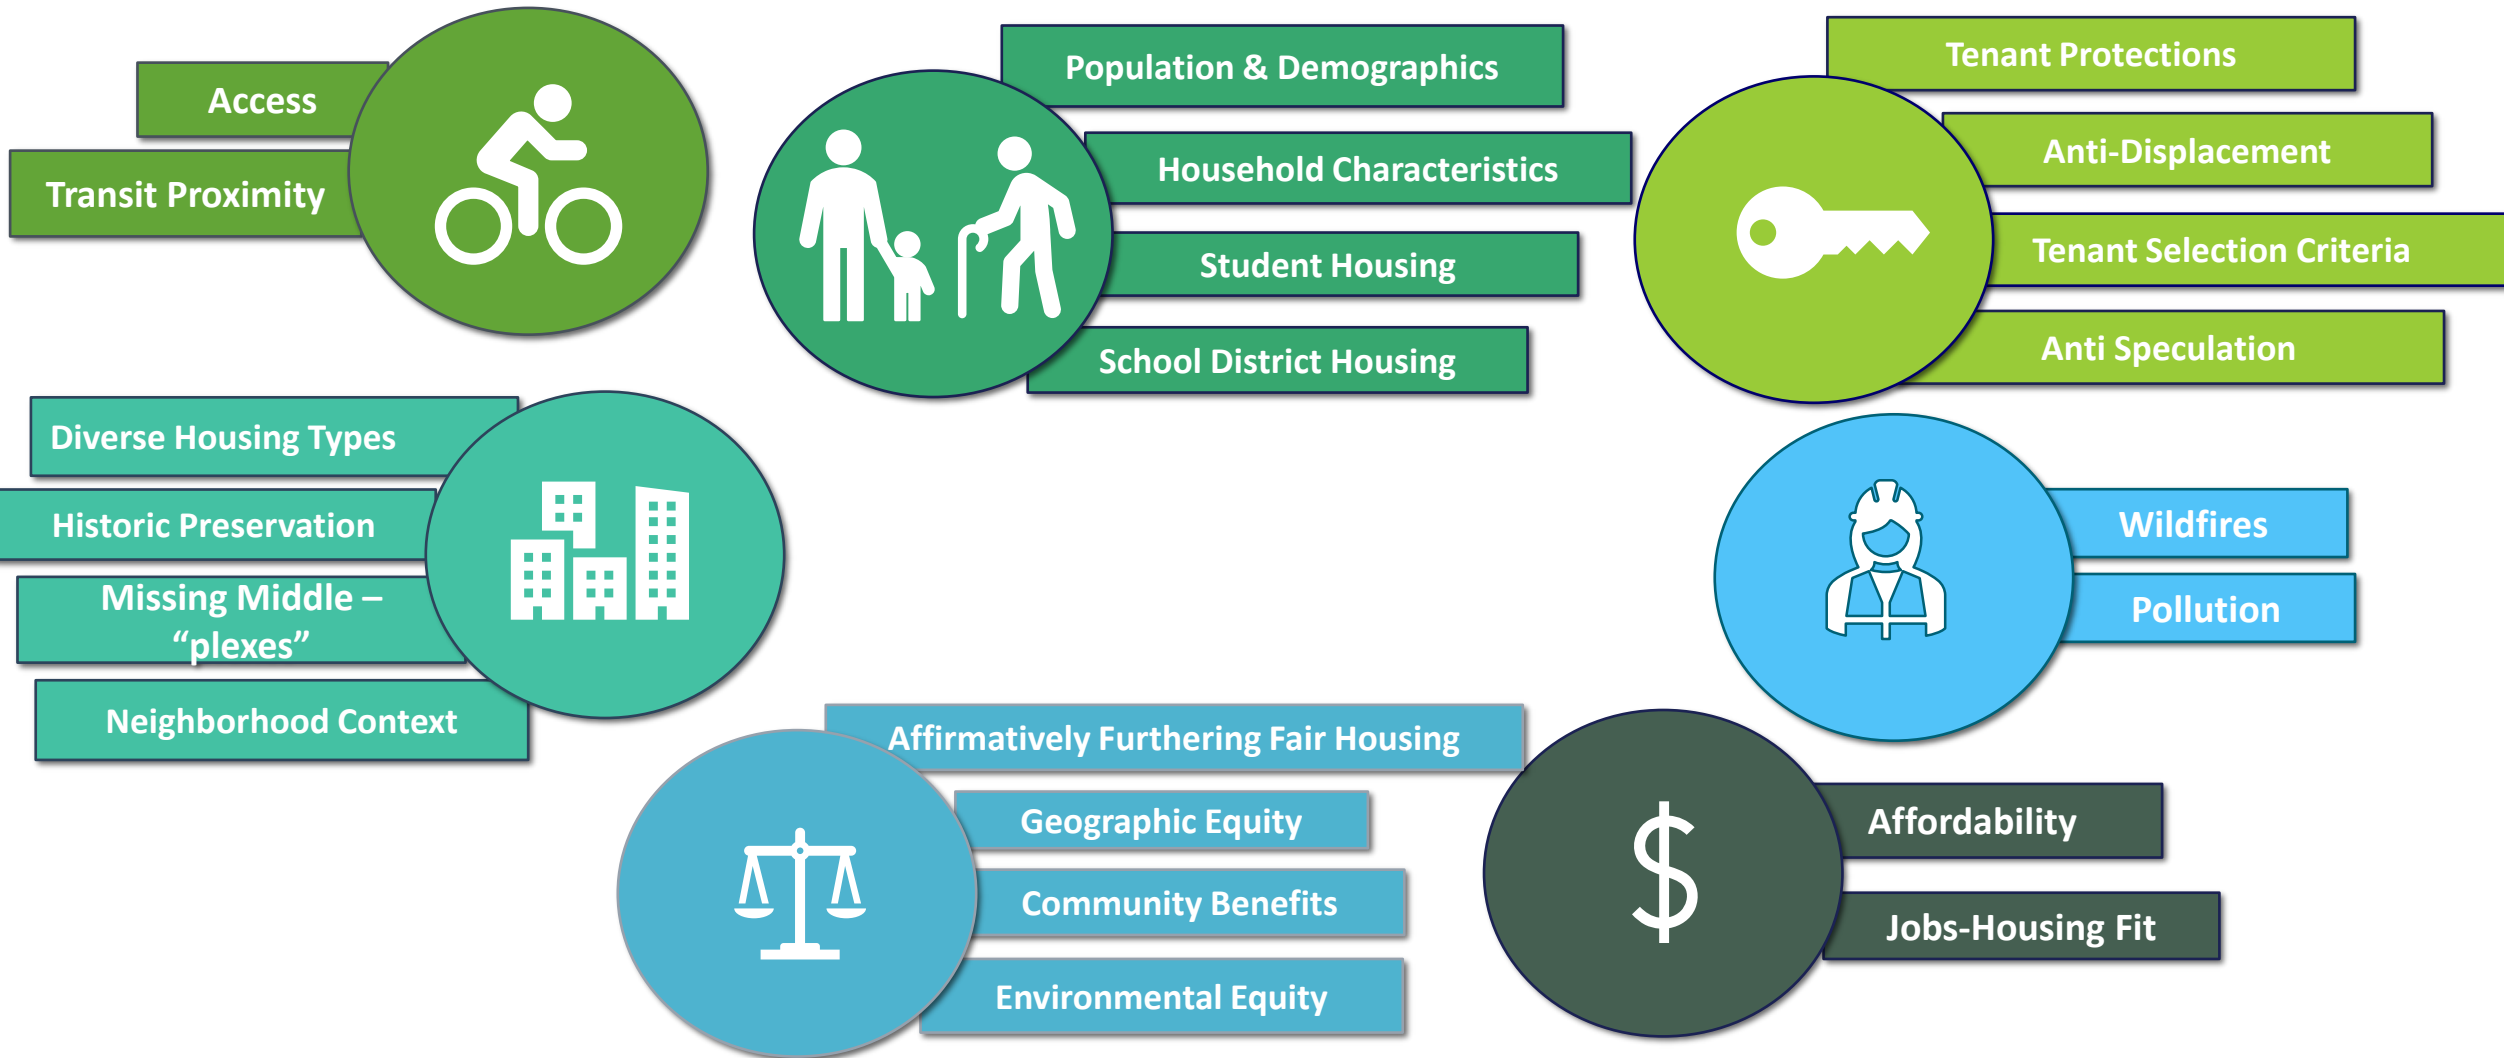 Access
Transit Proximity
Population & Demographics
Household Characteristics
Student Housing
School District Housing
Tenant Protections
Anti-Displacement
Tenant Selection Criteria
Anti Speculation
Diverse Housing Types
Historic Preservation
Missing Middle –
“plexes”
Neighborhood Context
Wildfires
Pollution
Affirmatively Furthering Fair Housing
Geographic Equity
Community Benefits
Environmental Equity
$
Affordability
Jobs-Housing Fit